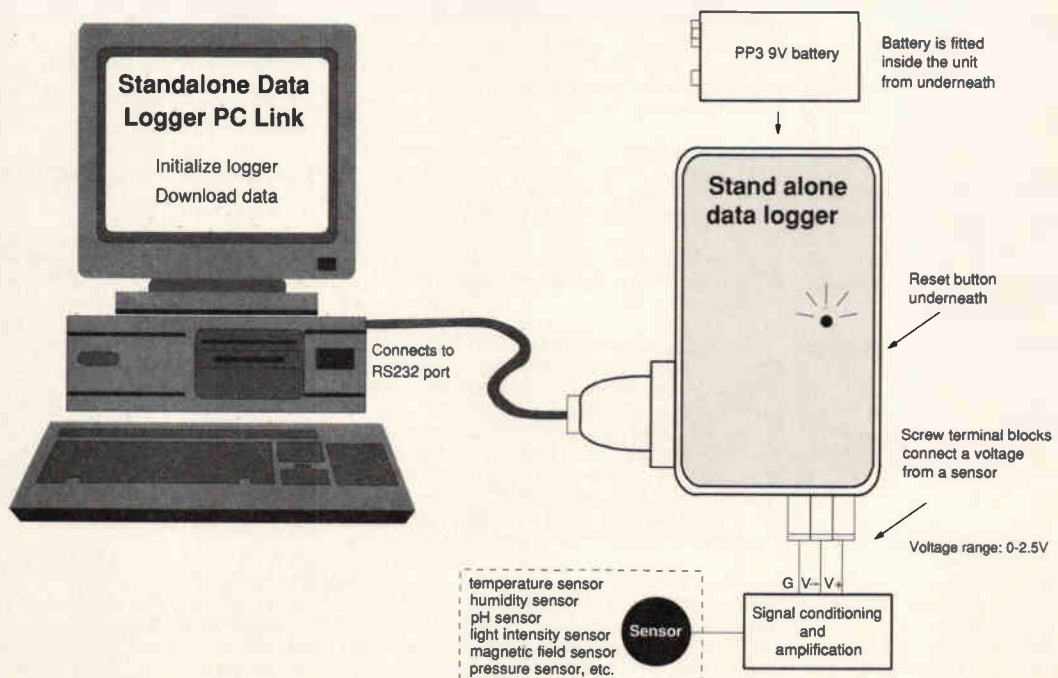 Standalone Data
Logger PC Link
Initialize logger
Download data
Connects to
RS232 port
PP3 9V battery
Battery is fitted
inside the unit
from underneath
Stand alone
data logger
Reset button
underneath
Screw terminal blocks
connect a voltage
from a sensor
Voltage range: 0-2.5V
G V- V+
Signal conditioning
and
amplification
temperature sensor
humidity sensor
pH sensor
light intensity sensor
magnetic field sensor
pressure sensor, etc.
Sensor